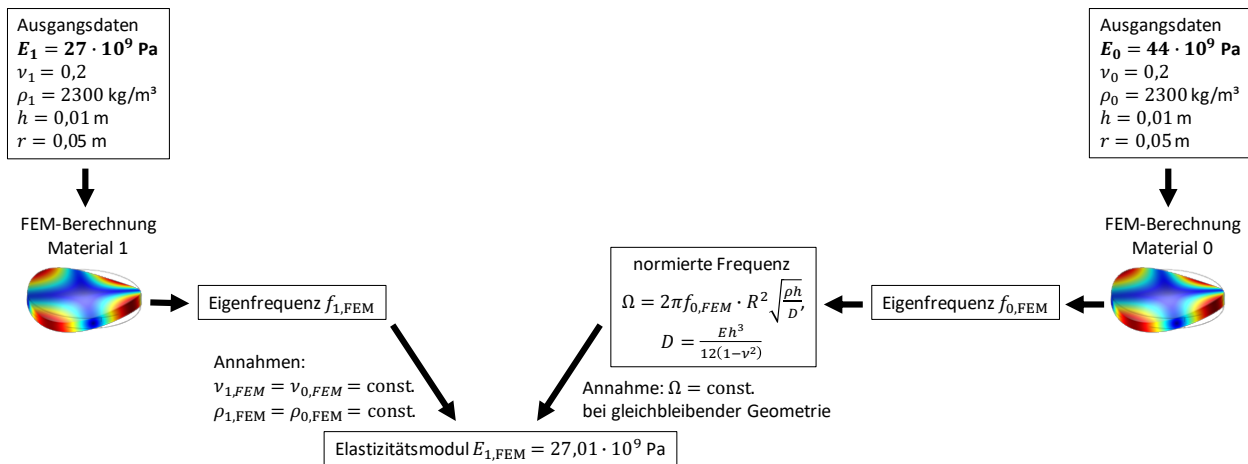 Ausgangsdaten
E₁ = 27 · 10⁹ Pa
ν₁ = 0,2
ρ₁ = 2300 kg/m³
h = 0,01 m
r = 0,05 m
FEM-Berechnung
Material 1
Eigenfrequenz f₁,FEM
Annahmen:
ν₁,FEM = ν₀,FEM = const.
ρ₁,FEM = ρ₀,FEM = const.
Ausgangsdaten
E₀ = 44 · 10⁹ Pa
ν₀ = 0,2
ρ₀ = 2300 kg/m³
h = 0,01 m
r = 0,05 m
FEM-Berechnung
Material 0
Eigenfrequenz f₀,FEM
normierte Frequenz
Ω = 2πf₀,FEM · R² √(ρh/D),
D = Eh³/12(1−ν²)
Annahme: Ω = const.
bei gleichbleibender Geometrie
Elastizitätsmodul E₁,FEM = 27,01 · 10⁹ Pa